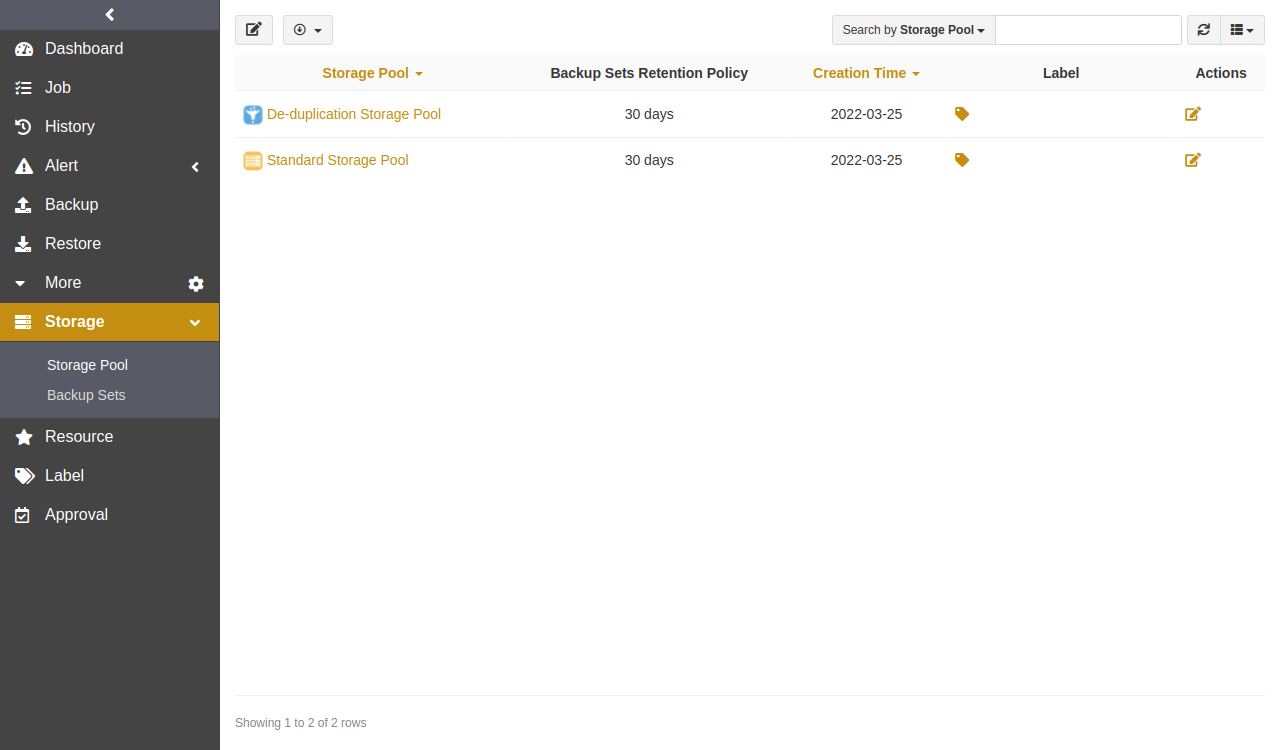 Dashboard
Job
History
Alert
Backup
Restore
More
Storage
Storage Pool
Backup Sets
Resource
Label
Approval
Search by Storage Pool
Storage Pool Backup Sets Retention Policy Creation Time Label Actions
De-duplication Storage Pool 30 days 2022-03-25
Standard Storage Pool 30 days 2022-03-25
Showing 1 to 2 of 2 rows